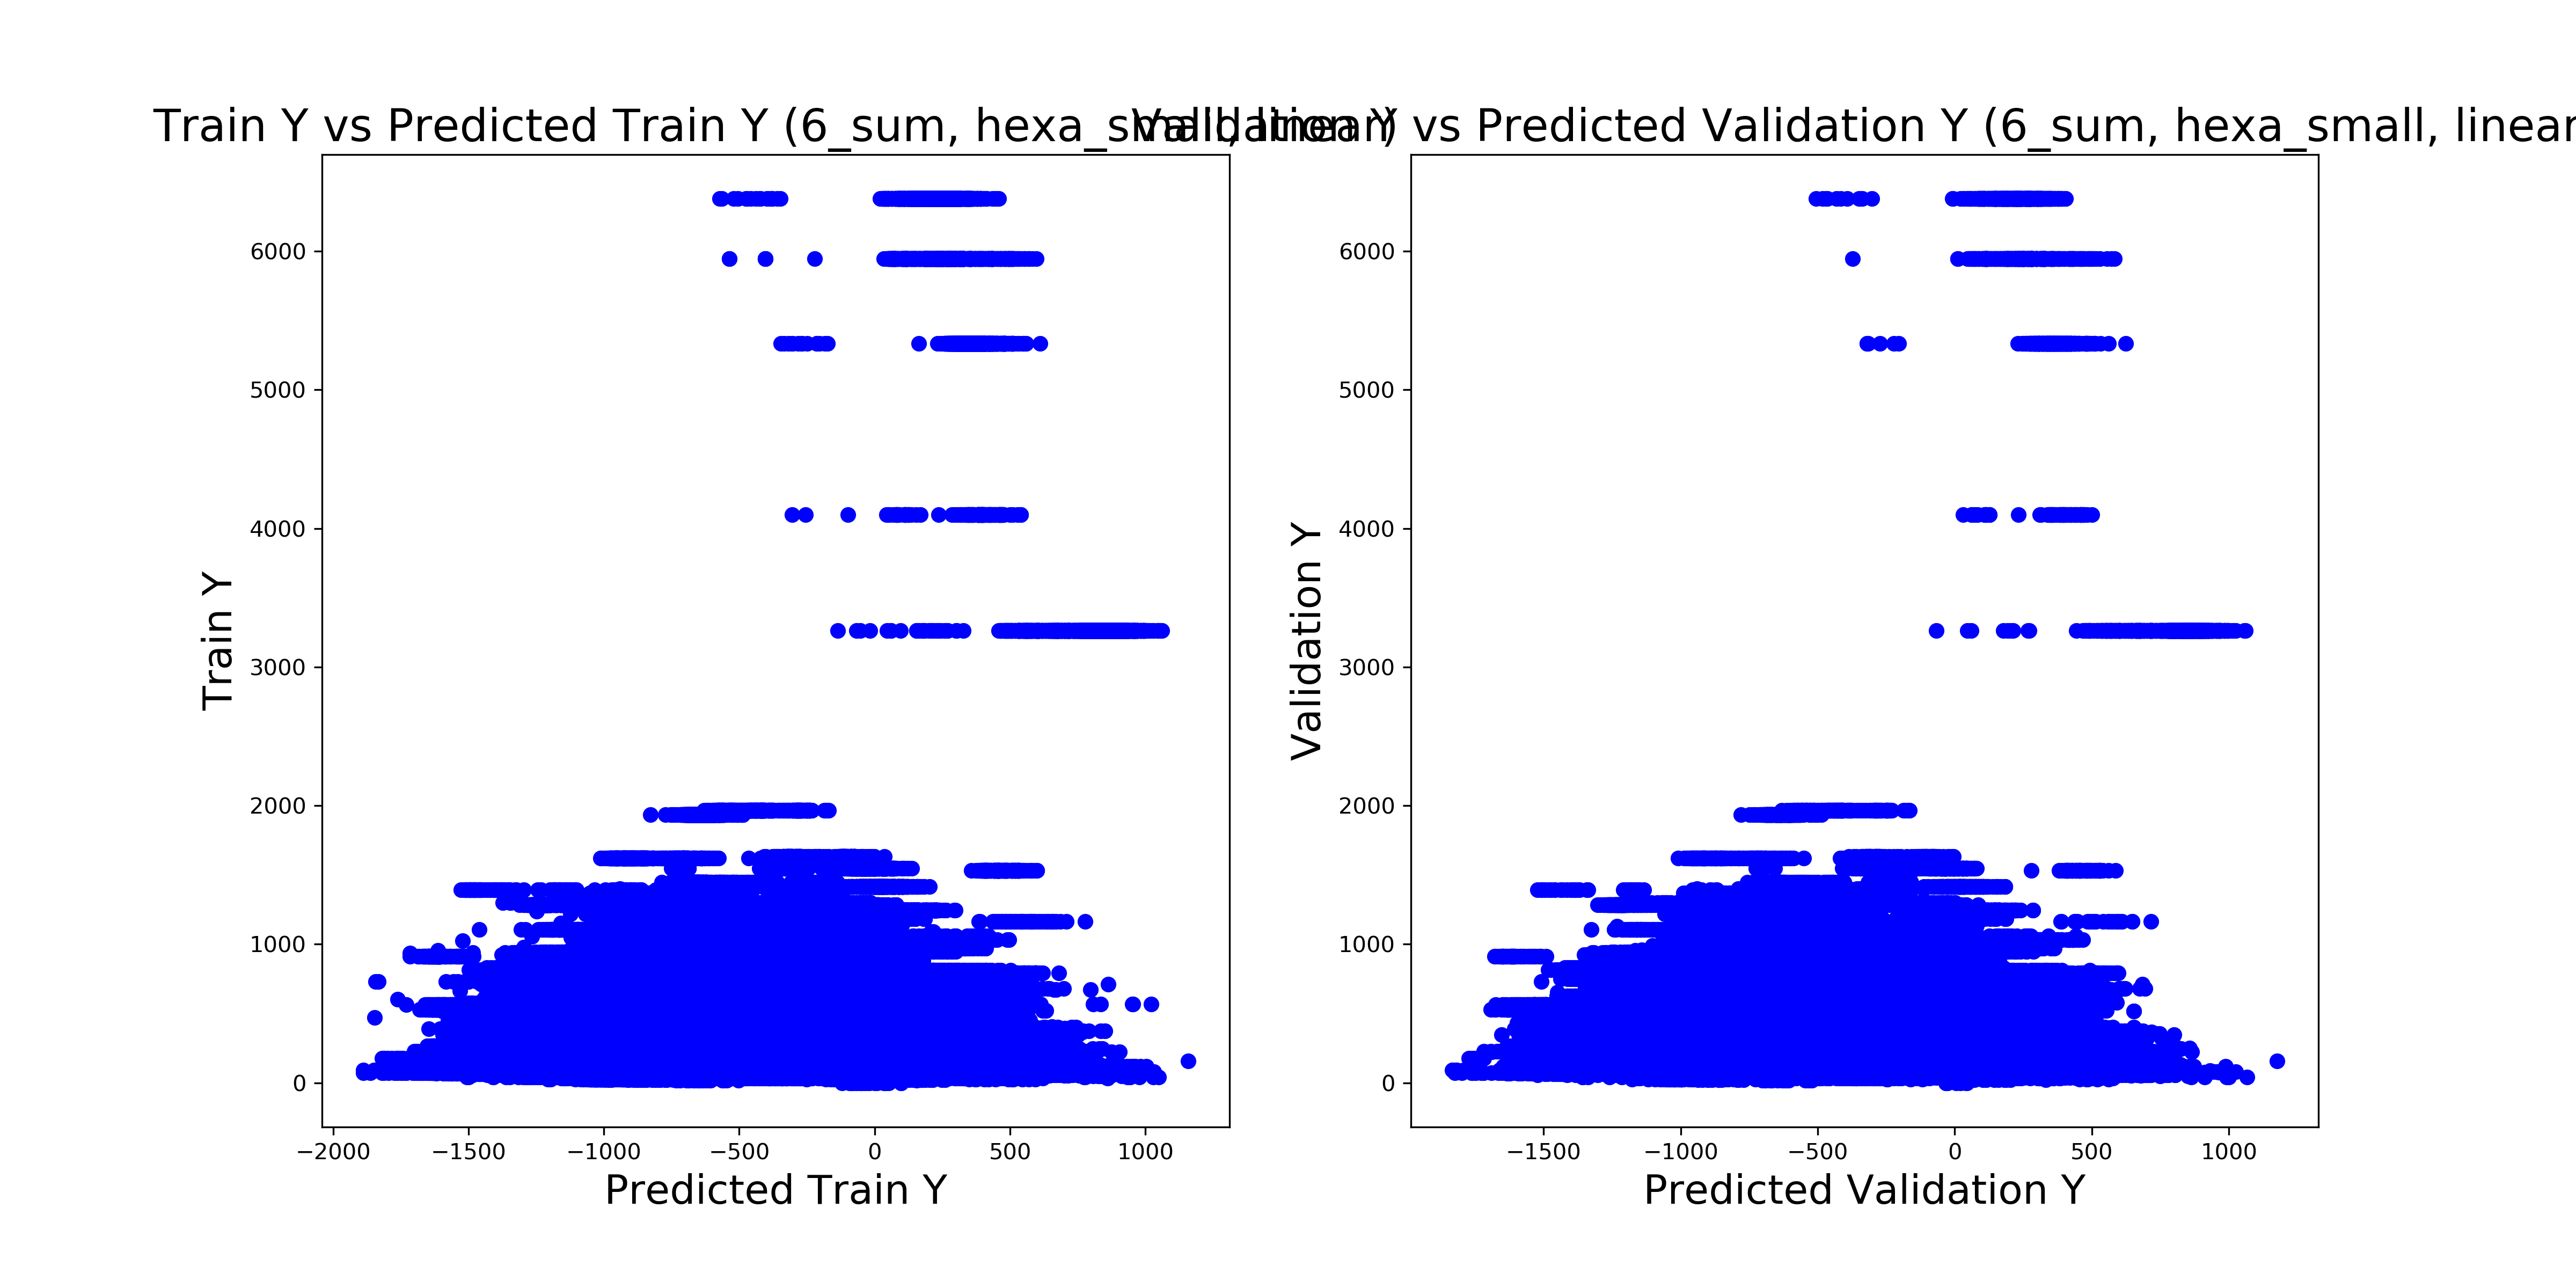 Train Y vs Predicted Train Y (6_sum, hexa_small, linear)
Validation Y vs Predicted Validation Y (6_sum, hexa_small, linear
6000
5000
4000
3000
2000
1000
0
Train Y
−2000 −1500 −1000 −500 0 500 1000
Predicted Train Y
6000
5000
4000
3000
2000
1000
0
Validation Y
−1500 −1000 −500 0 500 1000
Predicted Validation Y